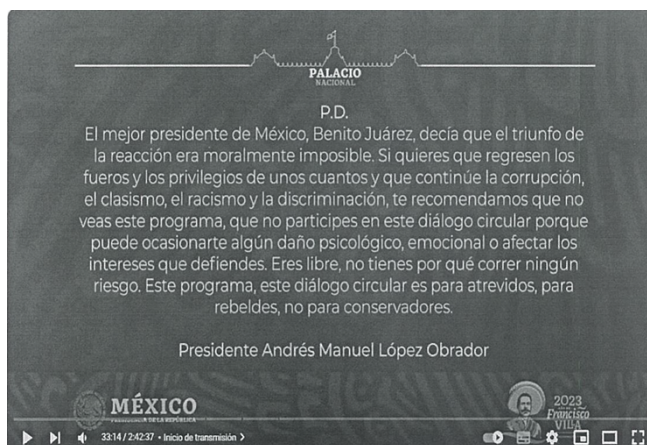 PALACIO
NACIONAL
P.D.
El mejor presidente de México, Benito Juárez, decía que el triunfo de
la reacción era moralmente imposible. Si quieres que regresen los
fueros y los privilegios de unos cuantos y que continúe la corrupción,
el clasismo, el racismo y la discriminación, te recomendamos que no
veas este programa, que no participes en este diálogo circular porque
puede ocasionarte algún daño psicológico, emocional o afectar los
intereses que defiendes. Eres libre, no tienes por qué correr ningún
riesgo. Este programa, este diálogo circular es para atrevidos, para
rebeldes, no para conservadores.
Presidente Andrés Manuel López Obrador
MÉXICO
PRESIDENCIA DE LA REPÚBLICA
2023
Francisco
VILLA
33:14 / 2:42:37 • Inicio de transmisión